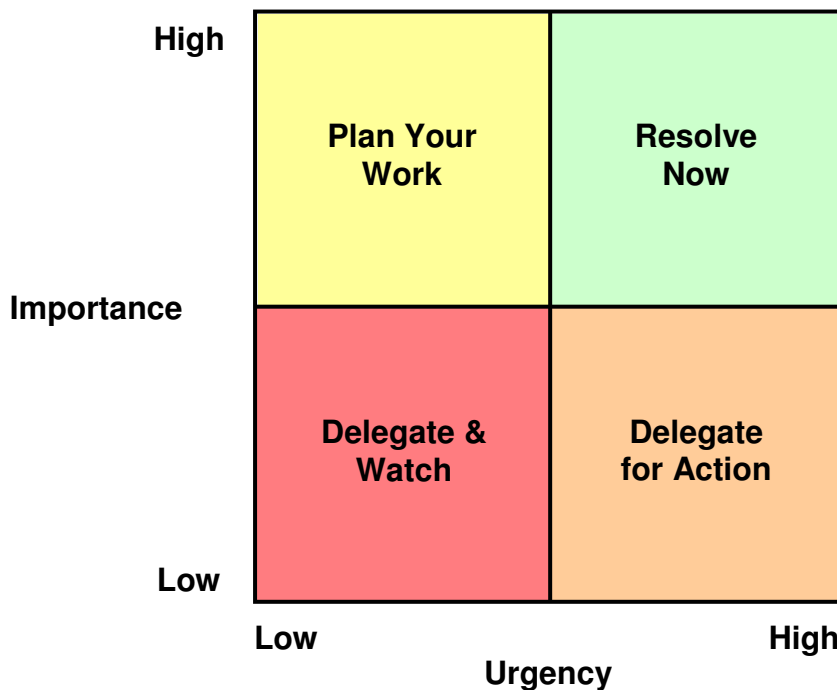 High
Plan Your
Work
Resolve
Now
Importance
Delegate &
Watch
Delegate
for Action
Low
Low
High
Urgency